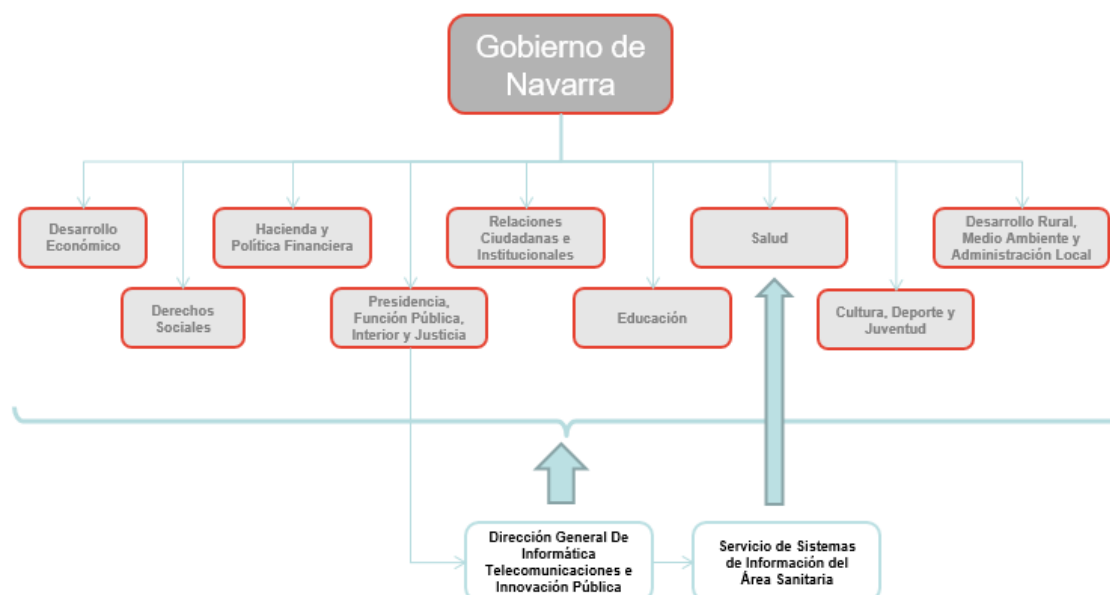 Gobierno de
Navarra
Desarrollo
Económico
Hacienda y
Política Financiera
Relaciones
Ciudadanas e
Institucionales
Salud
Desarrollo Rural,
Medio Ambiente y
Administración Local
Derechos
Sociales
Presidencia,
Función Pública,
Interior y Justicia
Educación
Cultura, Deporte y
Juventud
Dirección General De
Informática
Telecomunicaciones e
Innovación Pública
Servicio de Sistemas
de Información del
Área Sanitaria